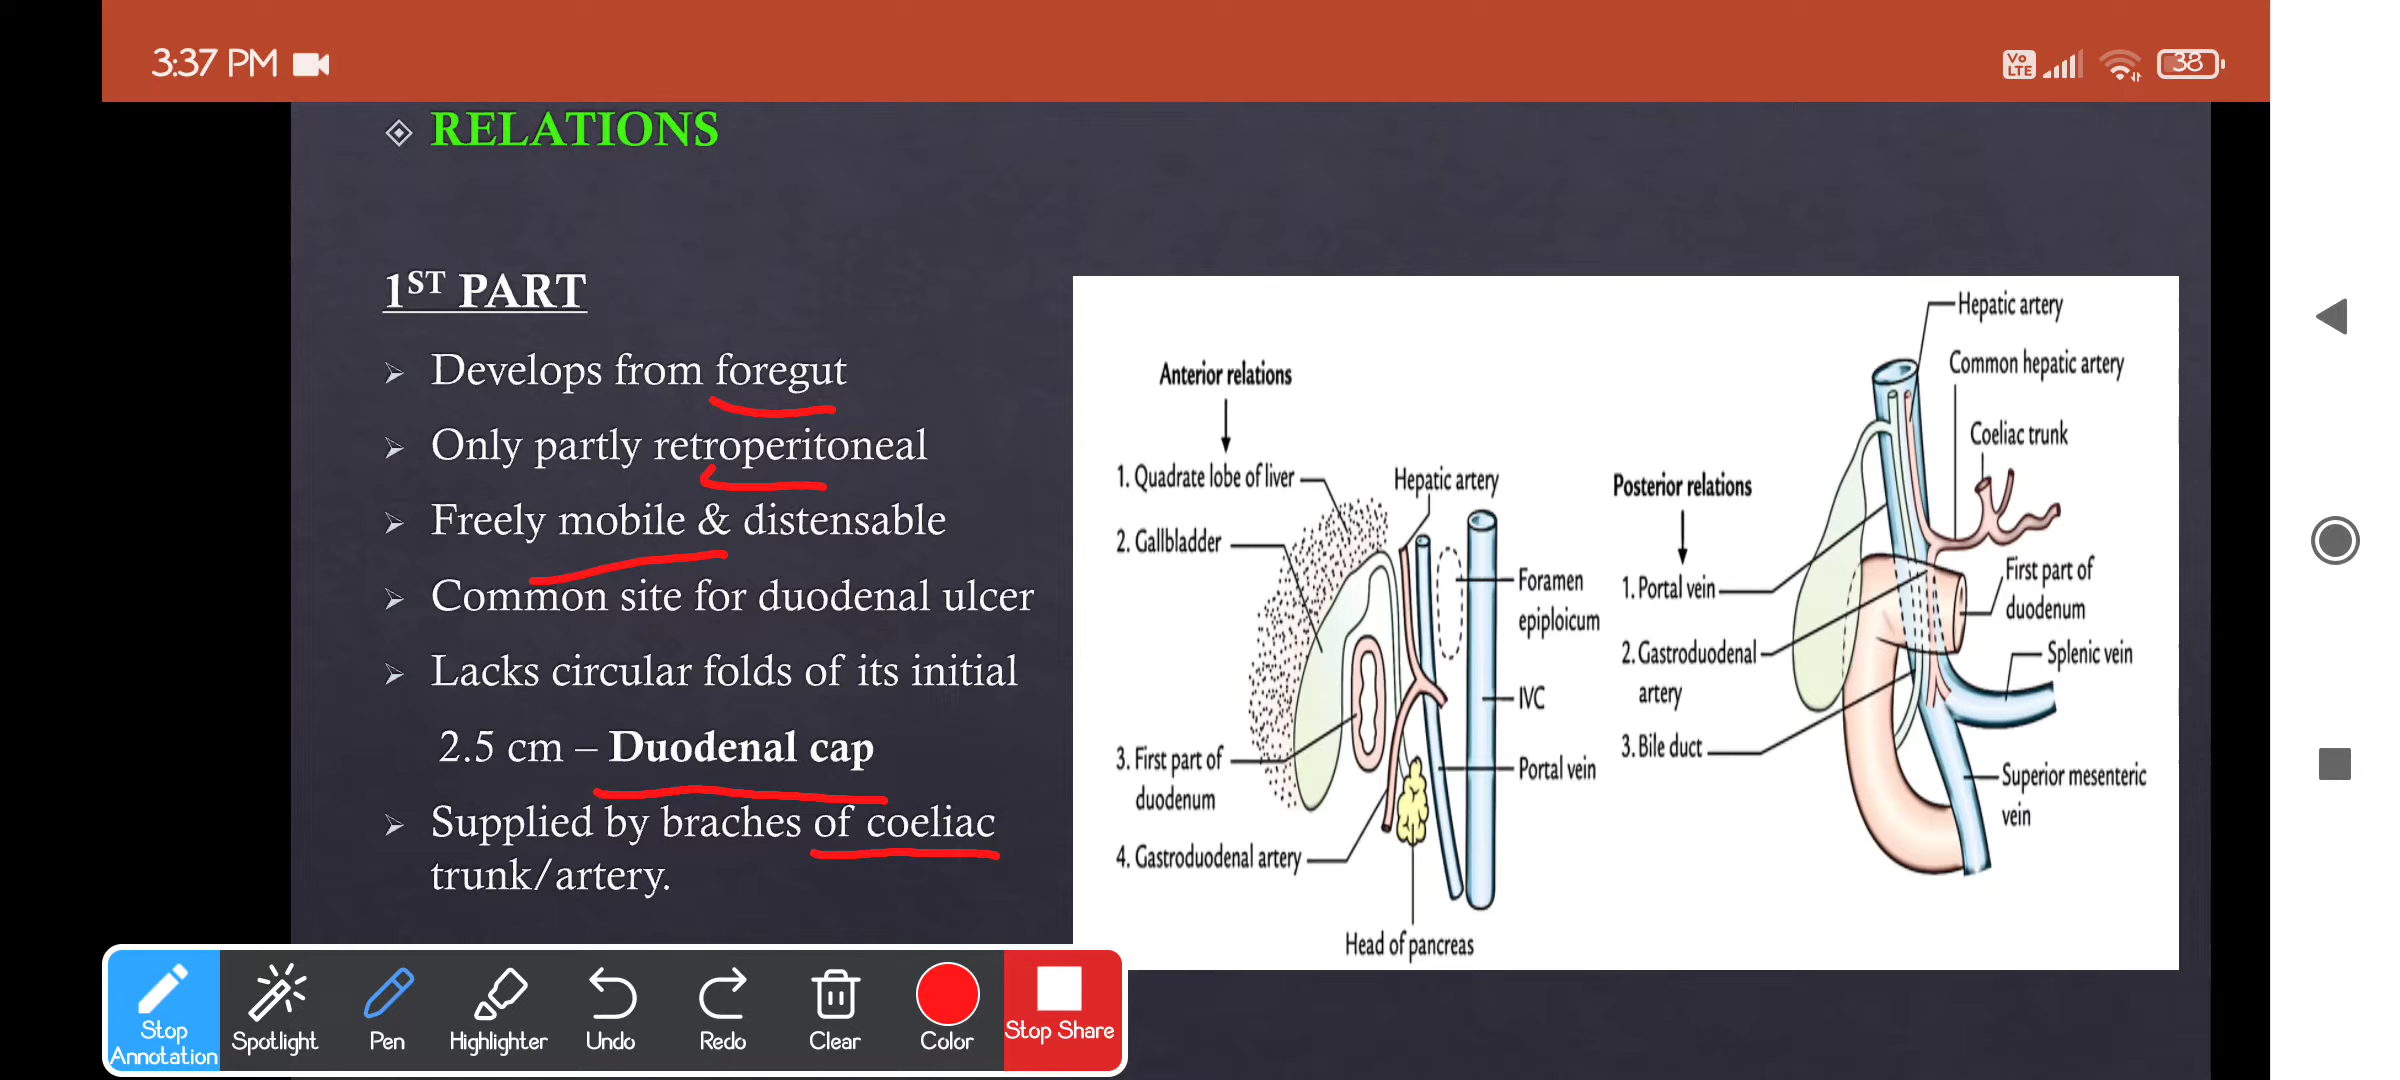 3:37 PM
Vo LTE
38
RELATIONS
1ST PART
Develops from foregut
Only partly retroperitoneal
Freely mobile & distensable
Common site for duodenal ulcer
Lacks circular folds of its initial
2.5 cm – Duodenal cap
Supplied by braches of coeliac
trunk/artery.
Anterior relations
1. Quadrate lobe of liver
Hepatic artery
2. Gallbladder
Foramen
epiploicum
IVC
3. First part of
duodenum
Portal vein
4. Gastroduodenal artery
Head of pancreas
Hepatic artery
Common hepatic artery
Coeliac trunk
Posterior relations
1. Portal vein
First part of
duodenum
2. Gastroduodenal
artery
Splenic vein
3. Bile duct
Superior mesenteric
vein
Stop
Annotation
Spotlight
Pen
Highlighter
Undo
Redo
Clear
Color
Stop Share